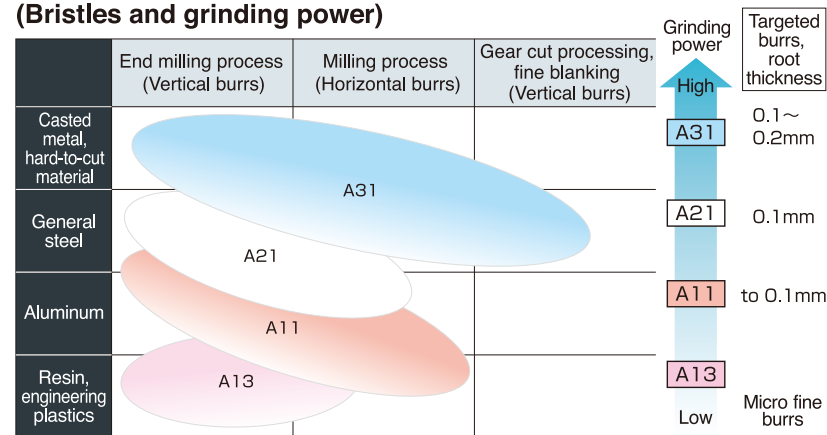 (Bristles and grinding power)
End milling process
(Vertical burrs)
Milling process
(Horizontal burrs)
Gear cut processing,
fine blanking
(Vertical burrs)
Casted
metal,
hard-to-cut
material
General
steel
Aluminum
Resin,
engineering
plastics
A31
A21
A11
A13
Grinding
power
High
A31
A21
A11
A13
Low
Targeted
burrs,
root
thickness
0.1～
0.2mm
0.1mm
to 0.1mm
Micro fine
burrs